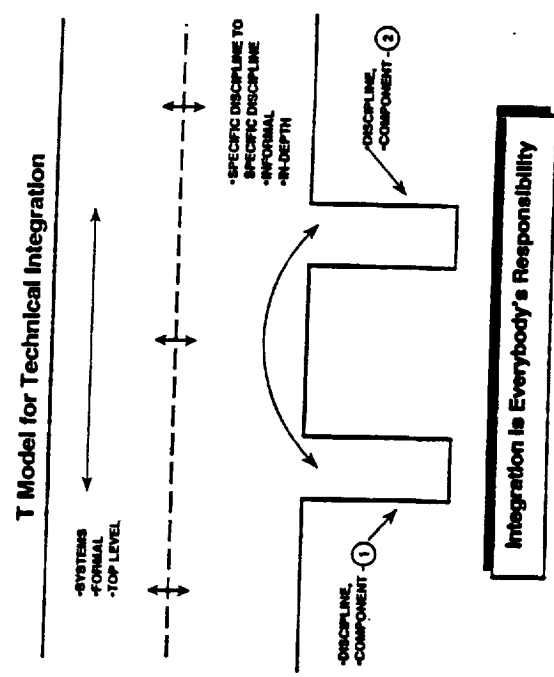 T Model for Technical Integration
•SYSTEMS
•FORMAL
•TOP LEVEL
•SPECIFIC DISCIPLINE TO
SPECIFIC DISCIPLINE
•INFORMAL
•IN-DEPTH
•DISCIPLINE,
•COMPONENT - 1
•DISCIPLINE,
•COMPONENT - 2
Integration Is Everybody's Responsibility